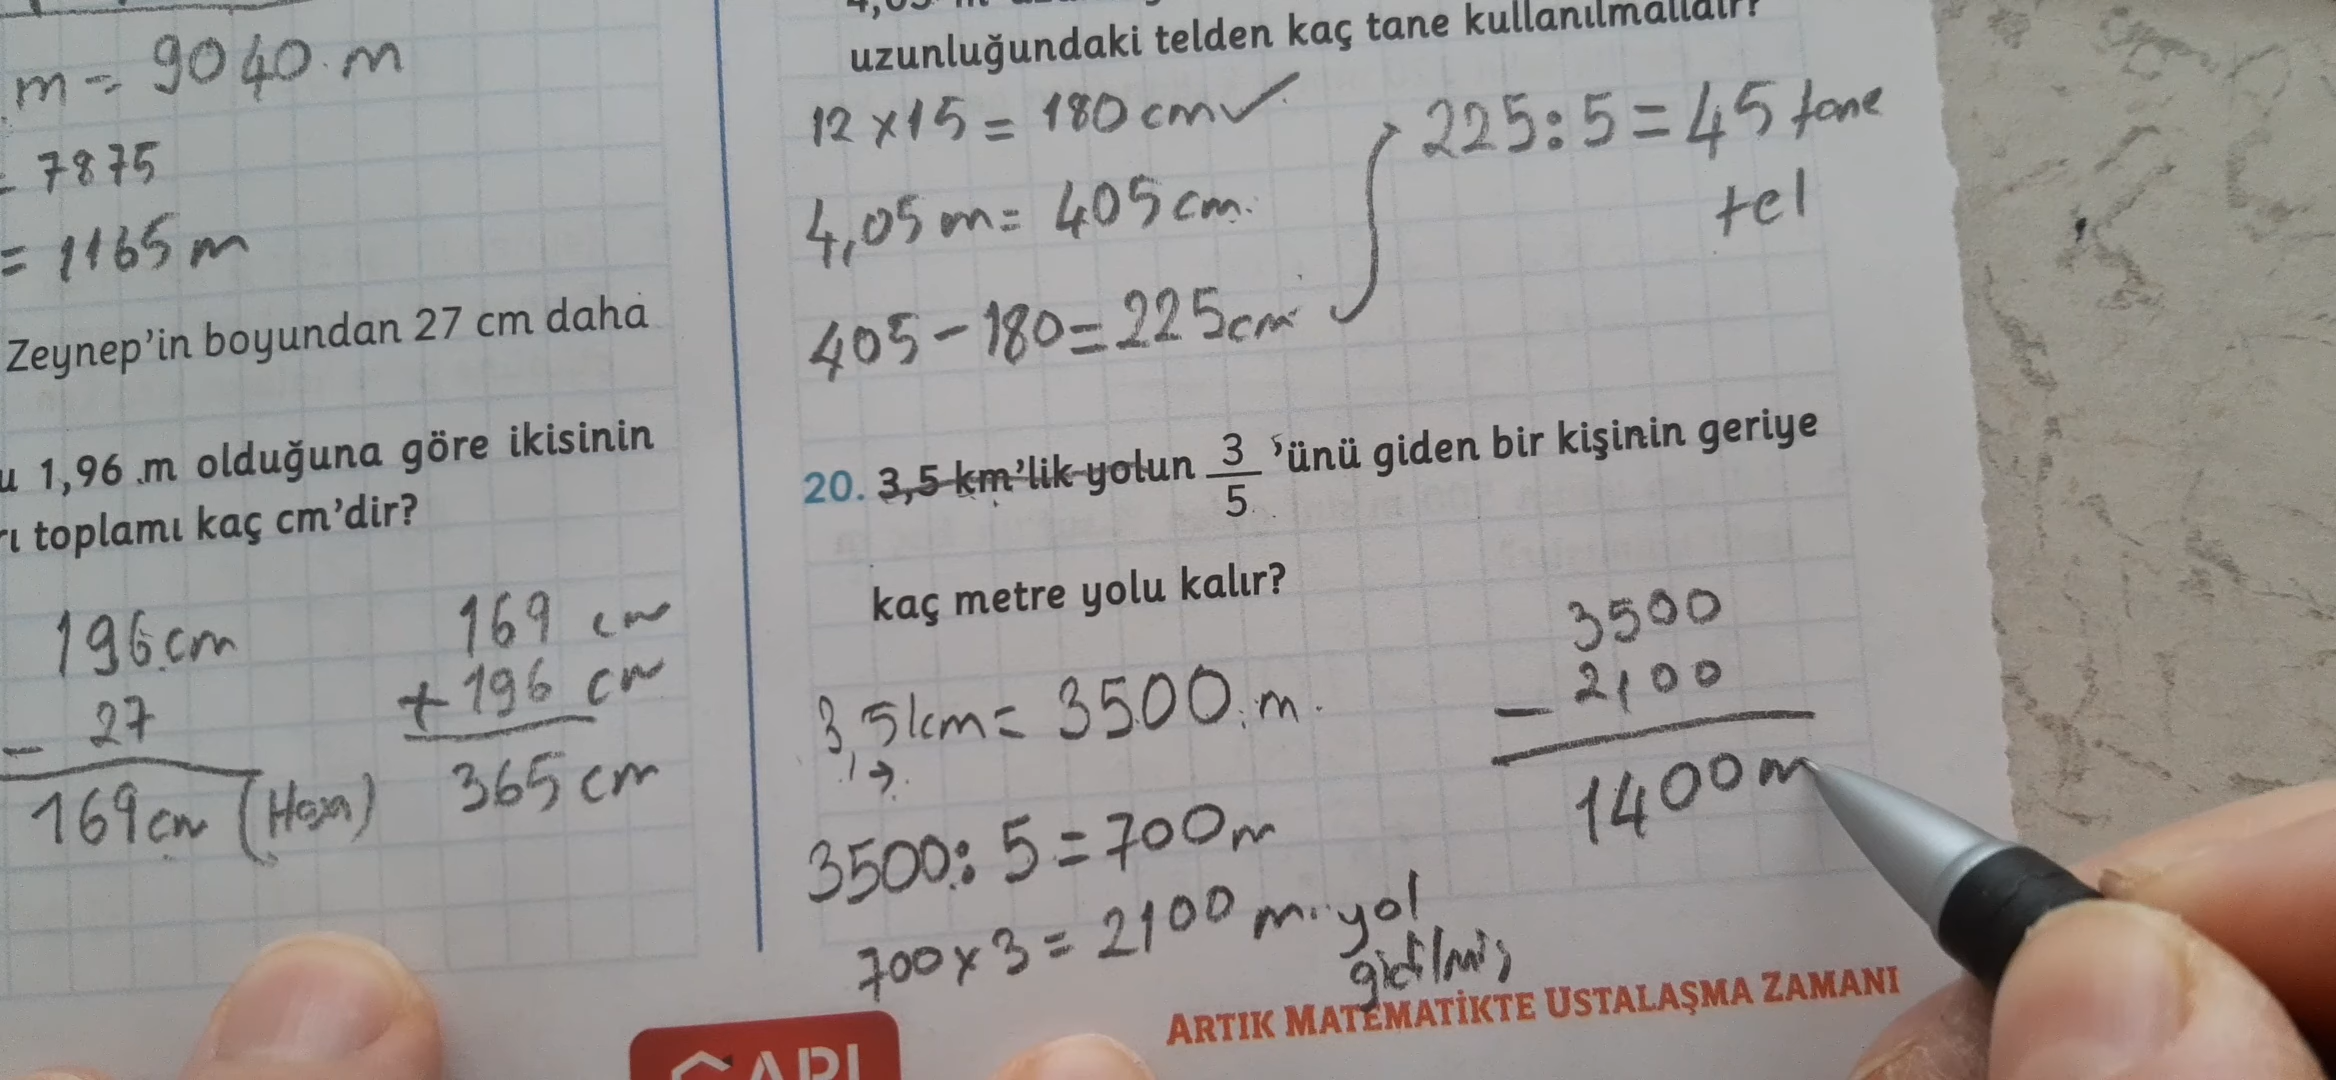 m = 9040 m
= 7875
= 1165 m
Zeynep'in boyundan 27 cm daha
u 1,96 m olduğuna göre ikisinin
rı toplamı kaç cm'dir?
196 cm
- 27
169 cm
169 cm
+ 196 cm
365 cm
uzunluğundaki telden kaç tane kullanılmalıdır?
12 x 15 = 180 cm ✓
4,05 m = 405 cm
405 - 180 = 225 cm
225 : 5 = 45 tane
tel
20. 3,5 km'lik yolun 3/5 'ünü giden bir kişinin geriye
kaç metre yolu kalır?
3,5 km = 3500 m.
3500 : 5 = 700 m
700 x 3 = 2100 m yol
gidilmiş
3500
- 2100
1400 m
ARTIK MATEMATİKTE USTALAŞMA ZAMANI